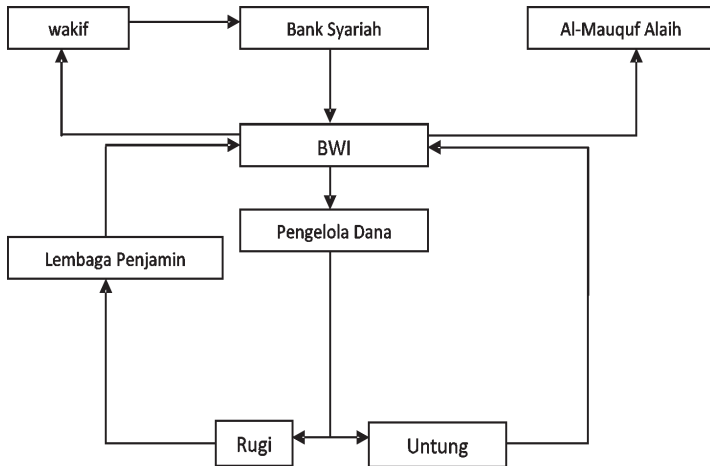 wakif
Bank Syariah
Al-Mauquf Alaih
BWI
Pengelola Dana
Lembaga Penjamin
Rugi
Untung